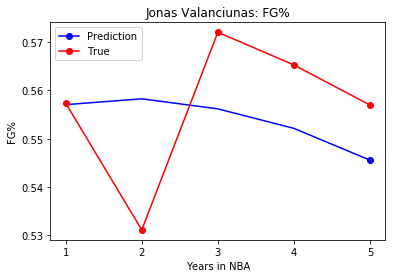 Jonas Valanciunas: FG%
Prediction
True
0.57
0.56
0.55
0.54
0.53
FG%
1 2 3 4 5
Years in NBA